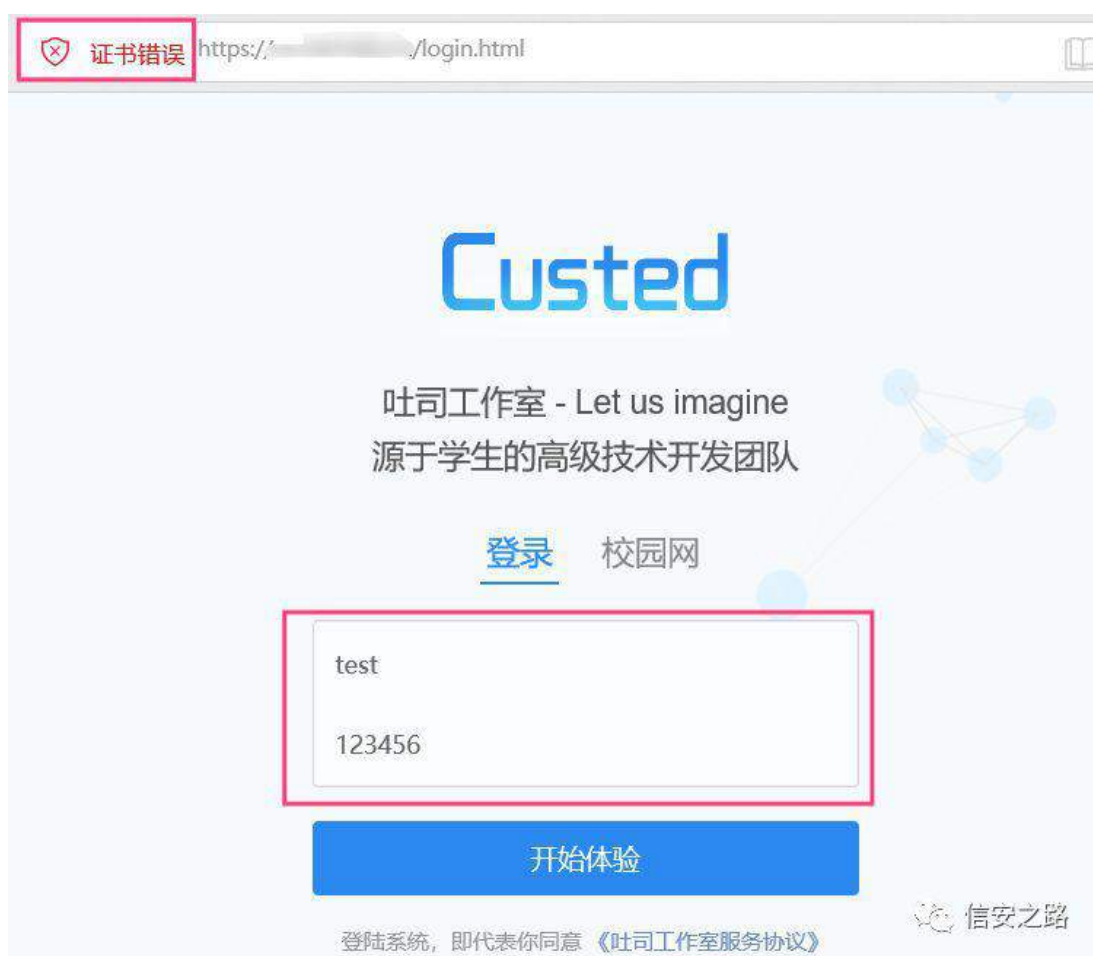 证书错误 https:// /login.html
Custed
吐司工作室 - Let us imagine
源于学生的高级技术开发团队
登录 校园网
test
123456
开始体验
信安之路
登陆系统，即代表你同意 《吐司工作室服务协议》